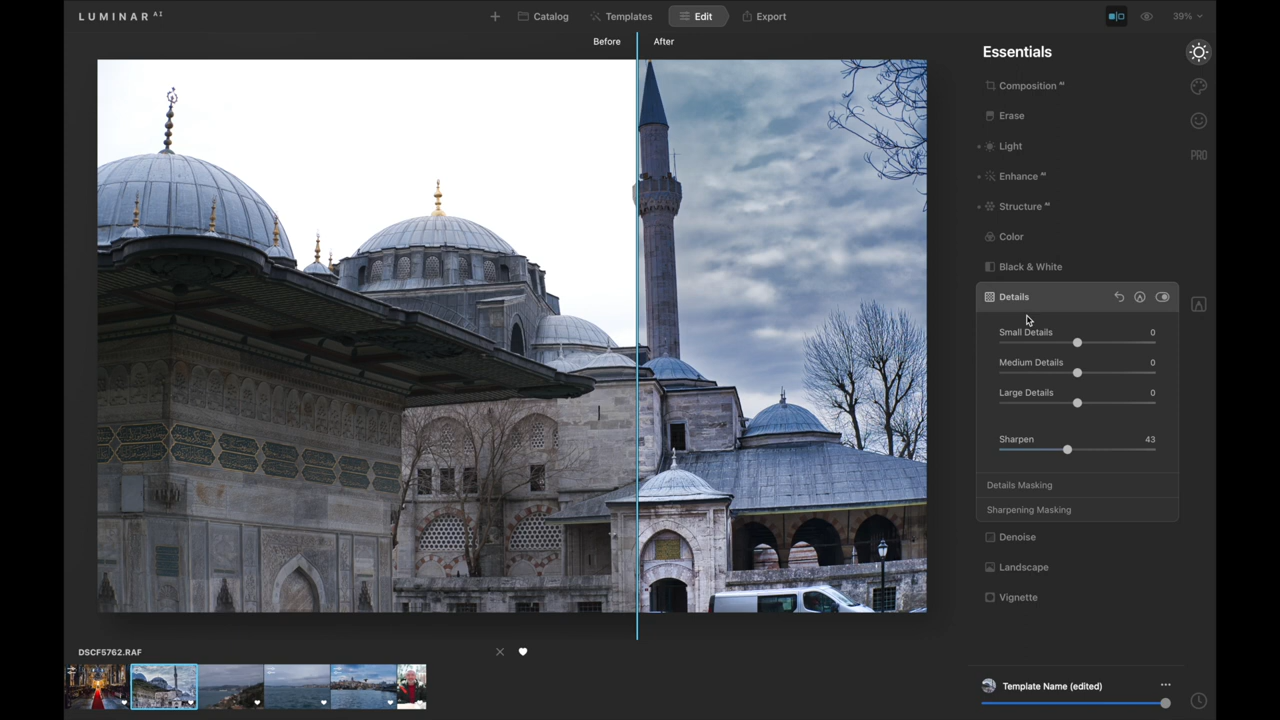 LUMINAR AI
Catalog
Templates
Edit
Export
39%
Before
After
Essentials
Composition AI
Erase
Light
Enhance AI
Structure AI
Color
Black & White
Details
Small Details 0
Medium Details 0
Large Details 0
Sharpen 43
Details Masking
Sharpening Masking
Denoise
Landscape
Vignette
PRO
DSCF5762.RAF
Template Name (edited)